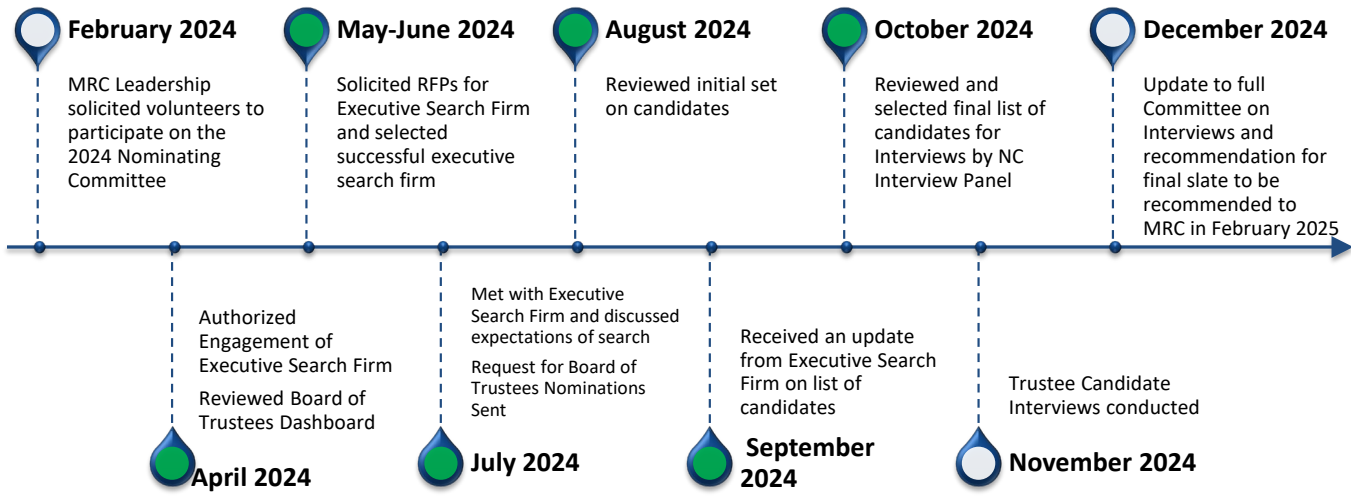 February 2024
MRC Leadership
solicited volunteers to
participate on the
2024 Nominating
Committee
May-June 2024
Solicited RFPs for
Executive Search Firm
and selected
successful executive
search firm
August 2024
Reviewed initial set
on candidates
October 2024
Reviewed and
selected final list of
candidates for
Interviews by NC
Interview Panel
December 2024
Update to full
Committee on
Interviews and
recommendation for
final slate to be
recommended to
MRC in February 2025
Authorized
Engagement of
Executive Search Firm
Reviewed Board of
Trustees Dashboard
April 2024
Met with Executive
Search Firm and discussed
expectations of search
Request for Board of
Trustees Nominations
Sent
July 2024
Received an update
from Executive Search
Firm on list of
candidates
September
2024
Trustee Candidate
Interviews conducted
November 2024